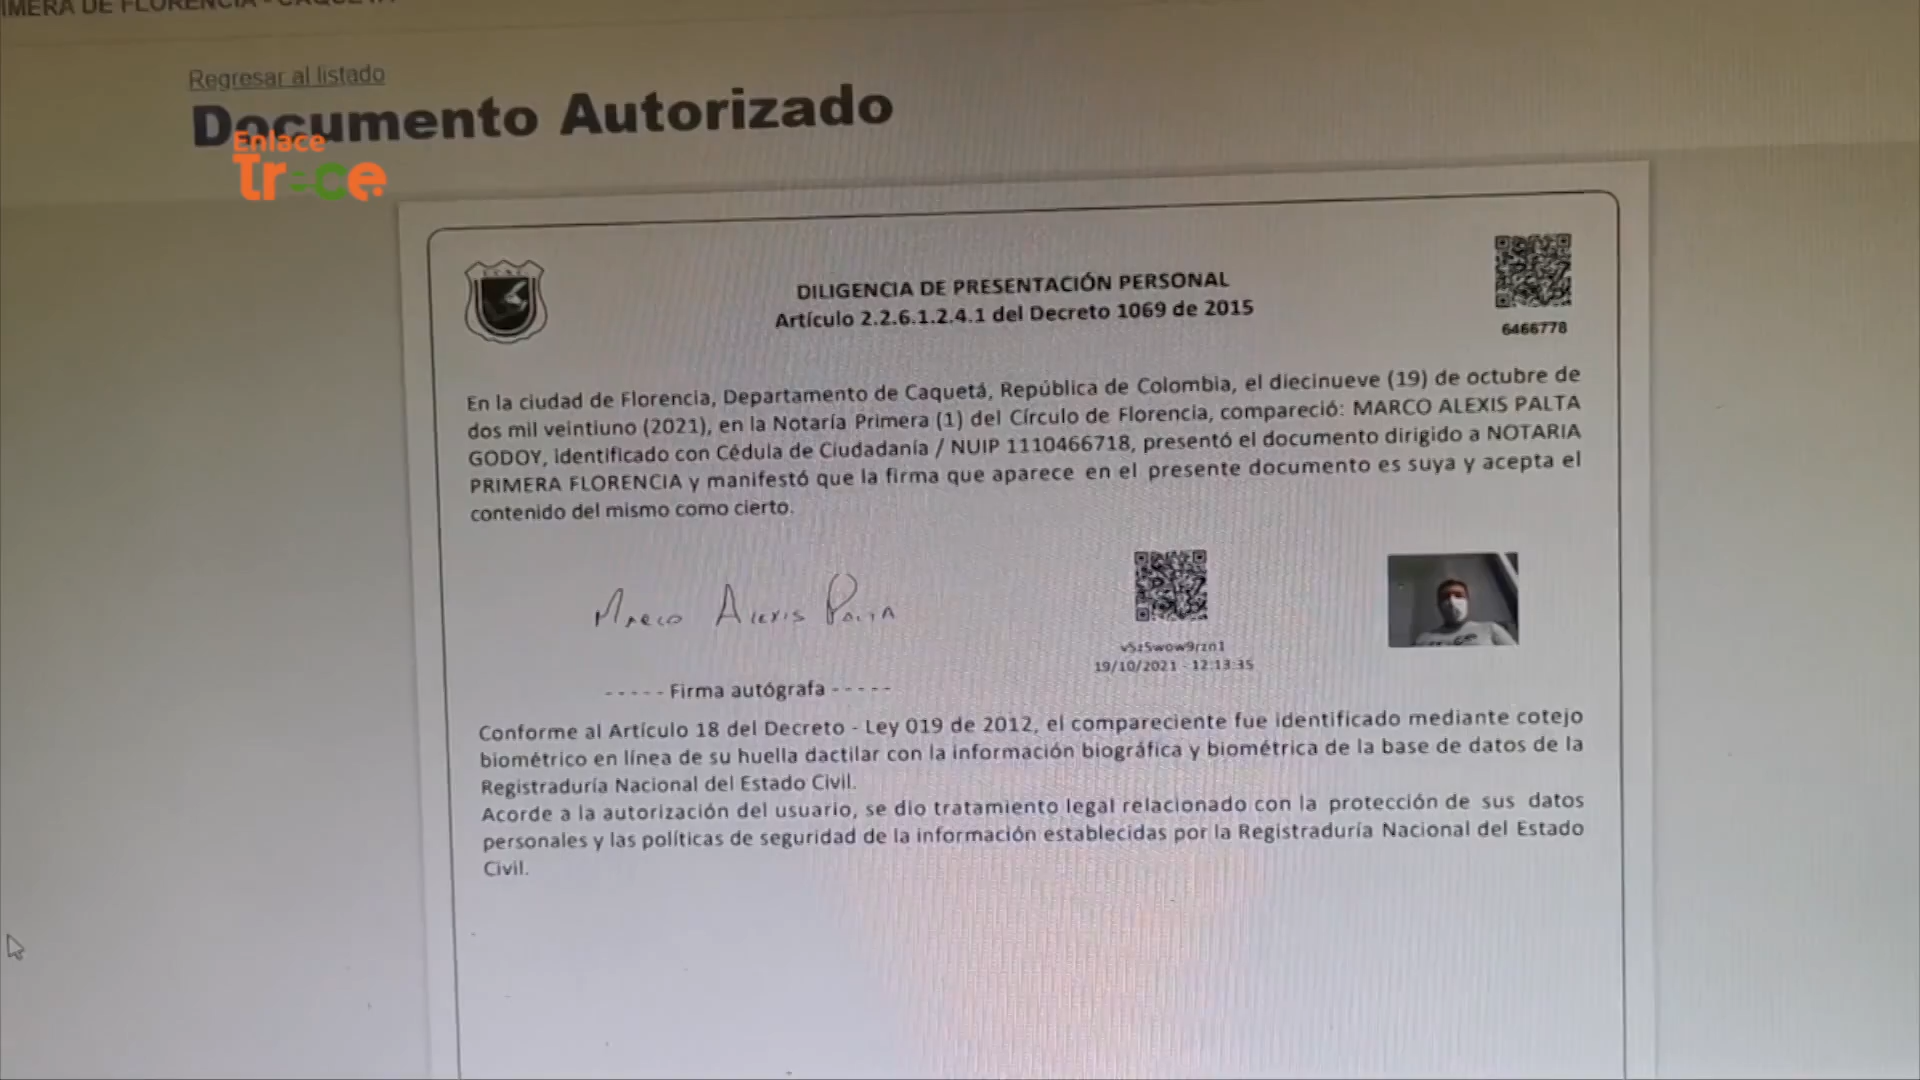 Regresar al listado
Documento Autorizado
Enlace
trece
DILIGENCIA DE PRESENTACIÓN PERSONAL
Artículo 2.2.6.1.2.4.1 del Decreto 1069 de 2015
6466778
En la ciudad de Florencia, Departamento de Caquetá, República de Colombia, el diecinueve (19) de octubre de
dos mil veintiuno (2021), en la Notaría Primera (1) del Círculo de Florencia, compareció: MARCO ALEXIS PALTA
GODOY, identificado con Cédula de Ciudadanía / NUIP 1110466718, presentó el documento dirigido a NOTARIA
PRIMERA FLORENCIA y manifestó que la firma que aparece en el presente documento es suya y acepta el
contenido del mismo como cierto.
Marco Alexis
v5z5wow9rzn1
19/10/2021 - 12:13:35
----- Firma autógrafa -----
Conforme al Artículo 18 del Decreto - Ley 019 de 2012, el compareciente fue identificado mediante cotejo
biométrico en línea de su huella dactilar con la información biográfica y biométrica de la base de datos de la
Registraduría Nacional del Estado Civil.
Acorde a la autorización del usuario, se dio tratamiento legal relacionado con la protección de sus datos
personales y las políticas de seguridad de la información establecidas por la Registraduría Nacional del Estado
Civil.